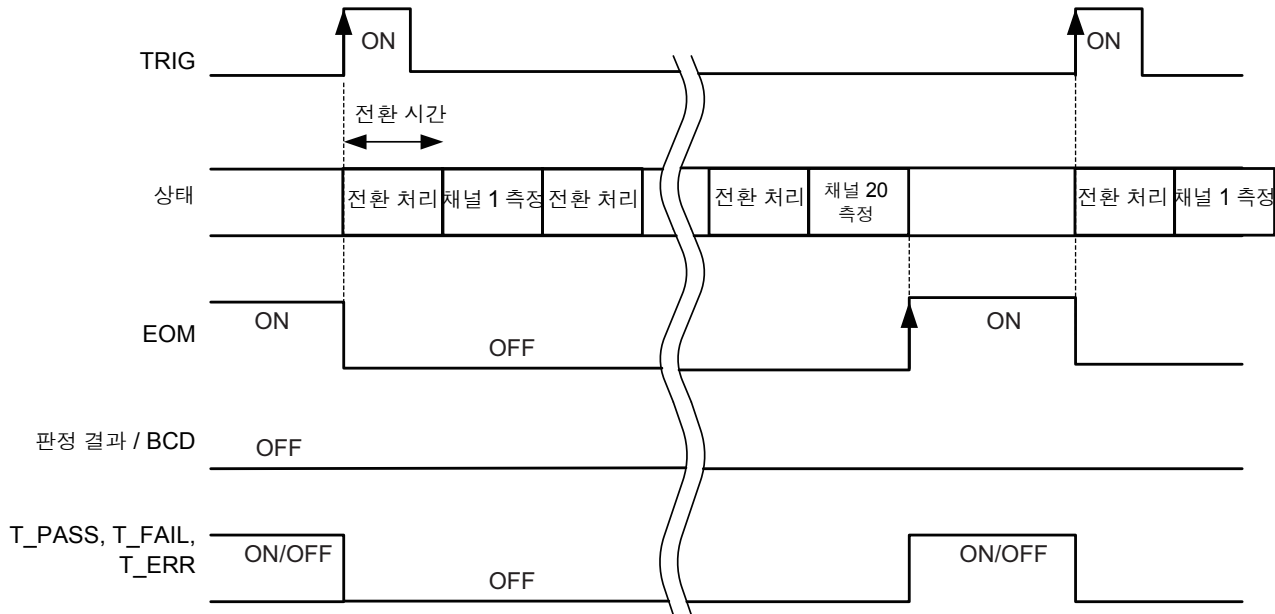 ON
ON
TRIG
전환 시간
상태
전환 처리
채널 1 측정
전환 처리
전환 처리
채널 20
측정
전환 처리
채널 1 측정
EOM
ON
OFF
ON
판정 결과 / BCD
OFF
T_PASS, T_FAIL,
T_ERR
ON/OFF
OFF
ON/OFF